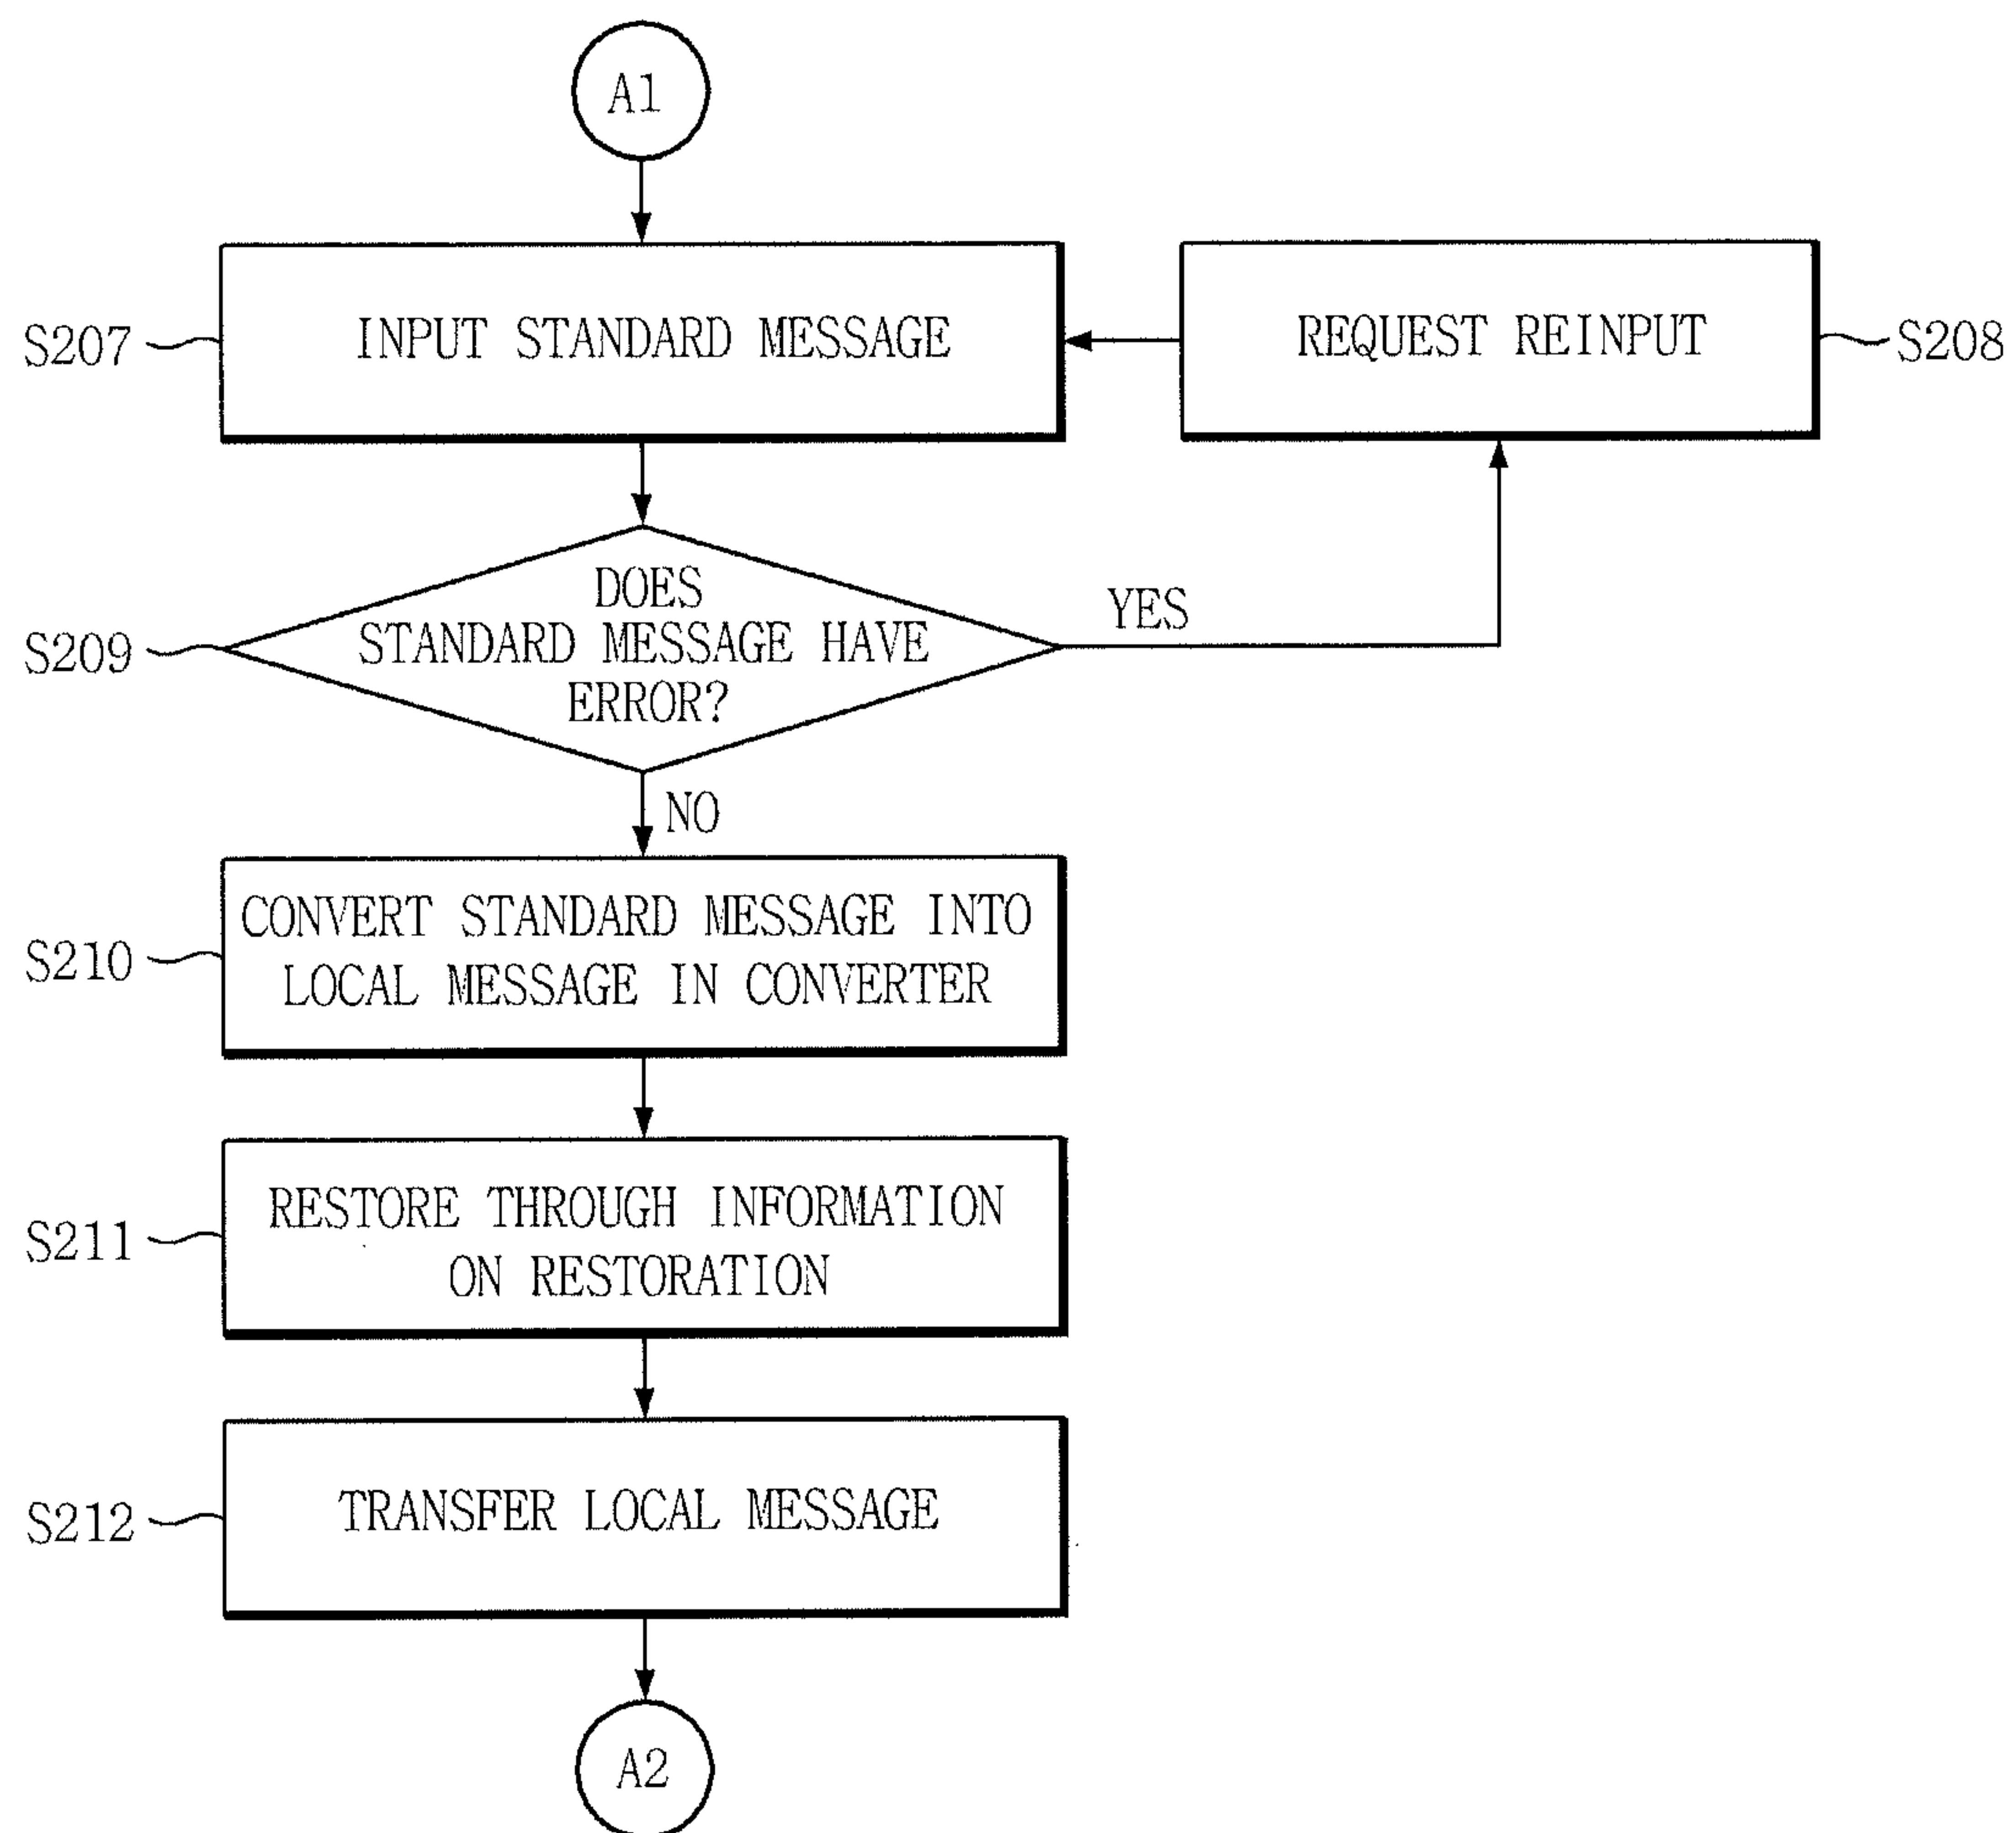 A1
S207
INPUT STANDARD MESSAGE
REQUEST REINPUT
S208
S209
DOES
STANDARD MESSAGE HAVE
ERROR?
YES
NO
S210
CONVERT STANDARD MESSAGE INTO
LOCAL MESSAGE IN CONVERTER
S211
RESTORE THROUGH INFORMATION
ON RESTORATION
S212
TRANSFER LOCAL MESSAGE
A2